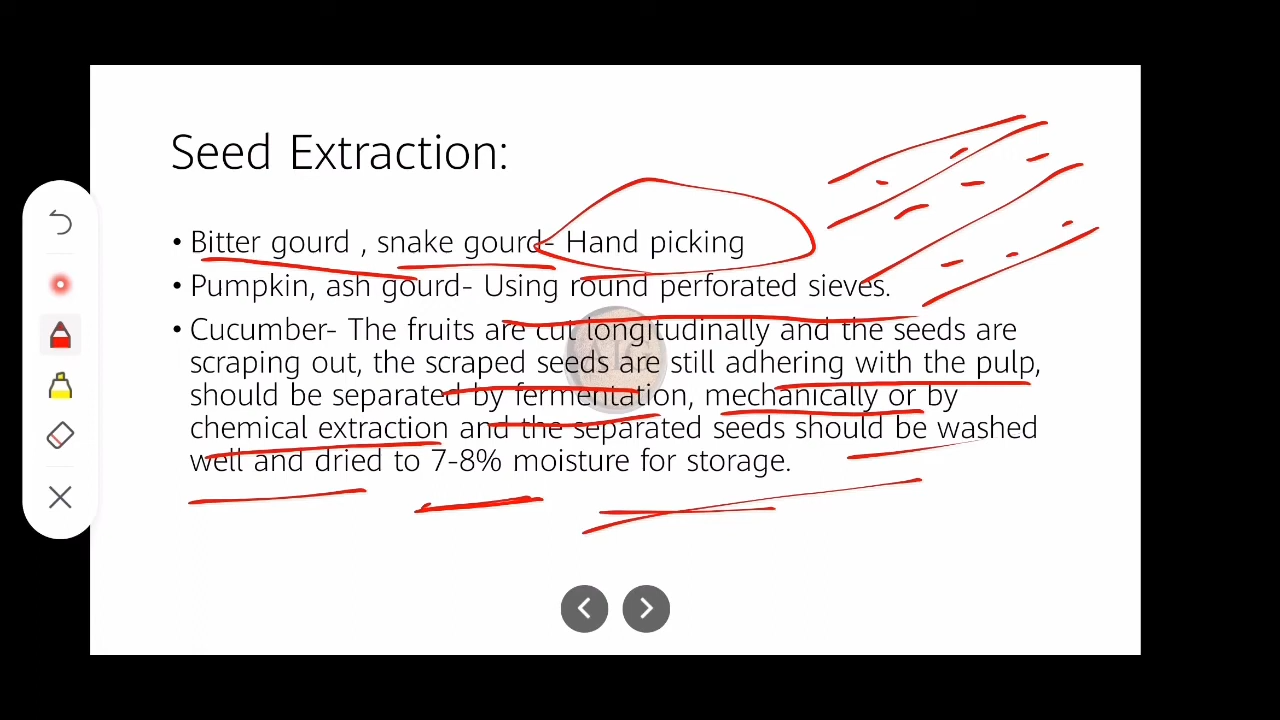 Seed Extraction:
• Bitter gourd , snake gourd- Hand picking
• Pumpkin, ash gourd- Using round perforated sieves.
• Cucumber- The fruits are cut longitudinally and the seeds are
scraping out, the scraped seeds are still adhering with the pulp,
should be separated by fermentation, mechanically or by
chemical extraction and the separated seeds should be washed
well and dried to 7-8% moisture for storage.